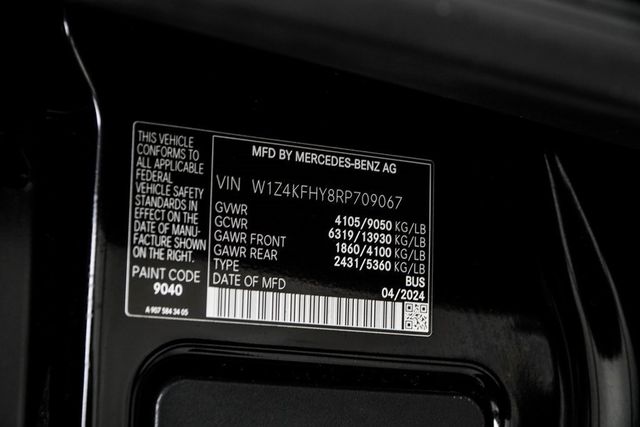 THIS VEHICLE
CONFORMS TO
ALL APPLICABLE
FEDERAL
VEHICLE SAFETY
STANDARDS IN
EFFECT ON THE
DATE OF MANU-
FACTURE SHOWN
ON THE RIGHT.
PAINT CODE
9040
A 907 584 34 05
MFD BY MERCEDES-BENZ AG
VIN W1Z4KFHY8RP709067
GVWR 4105/9050 KG/LB
GCWR 6319/13930 KG/LB
GAWR FRONT 1860/4100 KG/LB
GAWR REAR 2431/5360 KG/LB
TYPE BUS
DATE OF MFD 04/2024